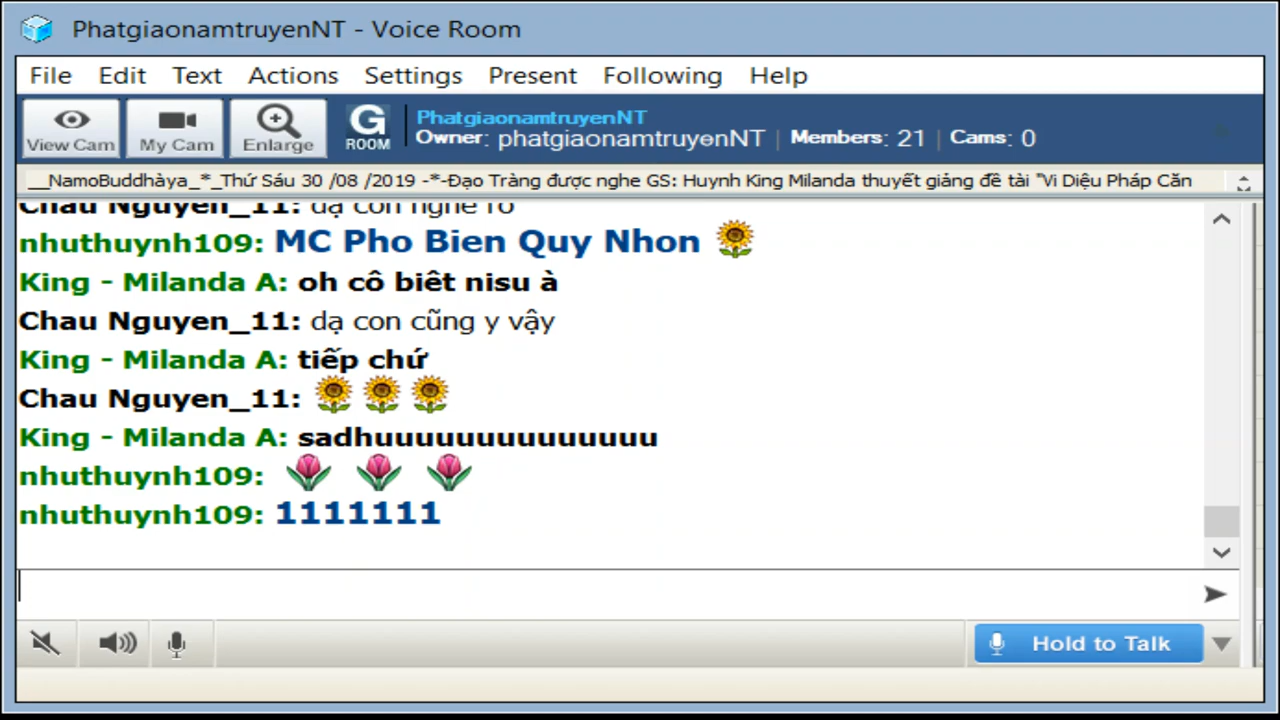 PhatgiaonamtruyenNT - Voice Room
File Edit Text Actions Settings Present Following Help
View Cam My Cam Enlarge G ROOM
PhatgiaonamtruyenNT
Owner: phatgiaonamtruyenNT | Members: 21 | Cams: 0
__NamoBuddhàya_*_Thứ Sáu 30 /08 /2019 -*-Đạo Tràng được nghe GS: Huynh King Milanda thuyết giảng đề tài "Vi Diệu Pháp Căn
Chau Nguyen_11: dạ con nghe rõ
nhuthuynh109: MC Pho Bien Quy Nhon
King - Milanda A: oh cô biêt nisu à
Chau Nguyen_11: dạ con cũng y vậy
King - Milanda A: tiếp chứ
Chau Nguyen_11:
King - Milanda A: sadhuuuuuuuuuuuuuuu
nhuthuynh109:
nhuthuynh109: 1111111
Hold to Talk